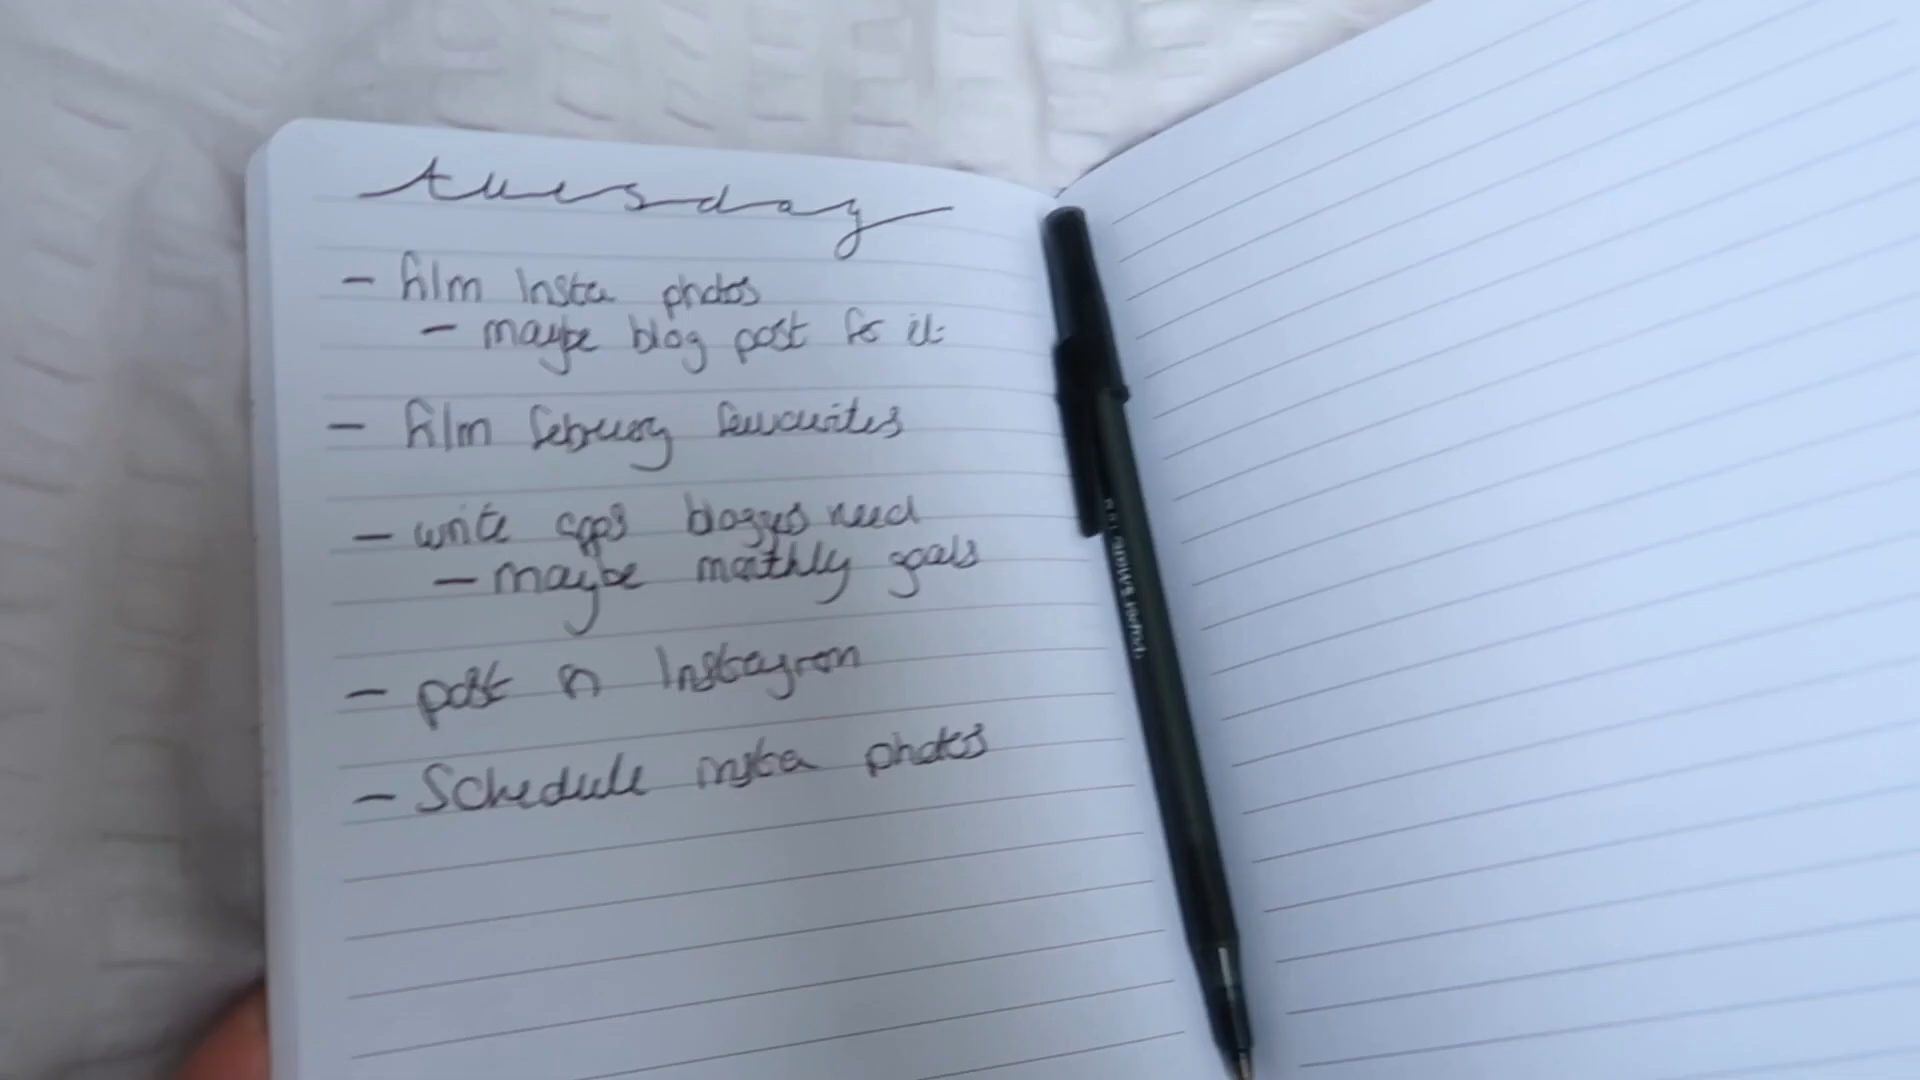 tuesday
- film Insta photos
- maybe blog post for it
- film february favourites
- write apps bloggers need
- maybe monthly goals
- post on Instagram
- Schedule insta photos